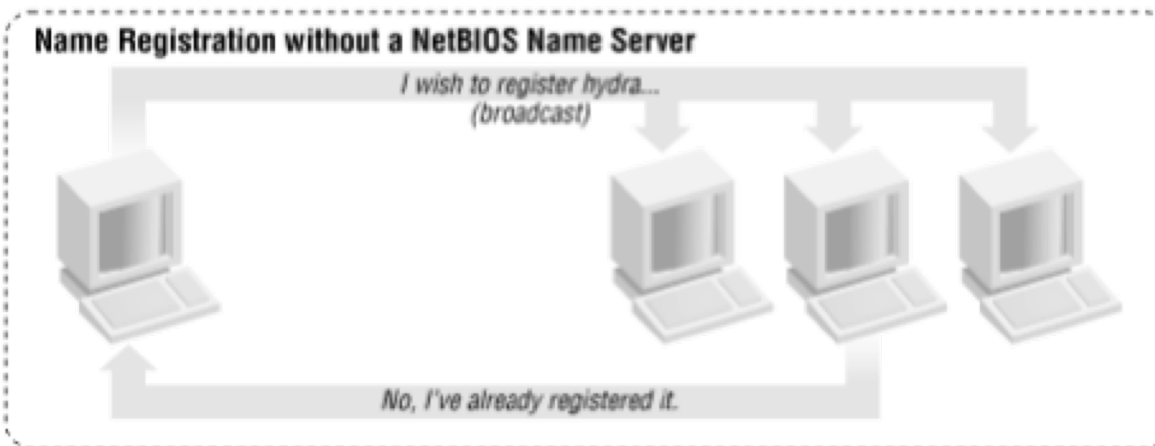 Name Registration without a NetBIOS Name Server
I wish to register hydra...
(broadcast)
No, I've already registered it.